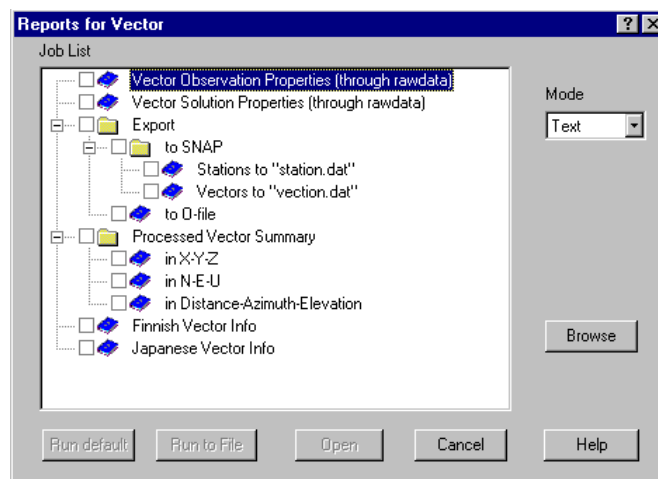 Reports for Vector
Job List
Vector Observation Properties (through rawdata)
Vector Solution Properties (through rawdata)
Export
to SNAP
Stations to "station.dat"
Vectors to "vection.dat"
to O-file
Processed Vector Summary
in X-Y-Z
in N-E-U
in Distance-Azimuth-Elevation
Finnish Vector Info
Japanese Vector Info
Mode
Text
Browse
Run default
Run to File
Open
Cancel
Help